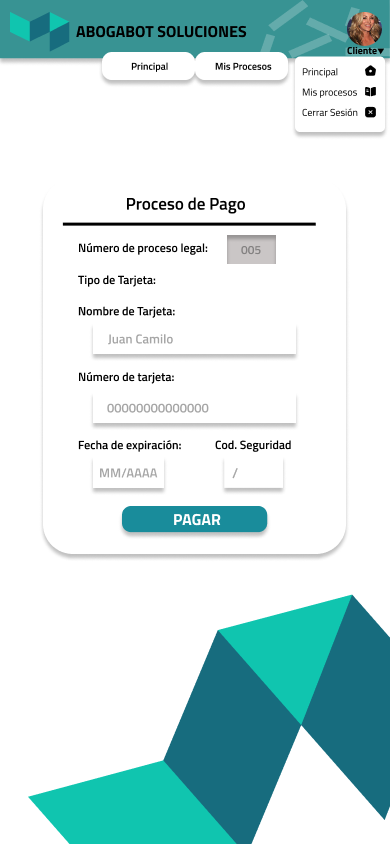 ABOGABOT SOLUCIONES
Cliente▾
Principal
Mis Procesos
Principal
Mis procesos
Cerrar Sesión
Proceso de Pago
Número de proceso legal:
005
Tipo de Tarjeta:
Nombre de Tarjeta:
Juan Camilo
Número de tarjeta:
00000000000000
Fecha de expiración:
Cod. Seguridad
MM/AAAA
/
PAGAR